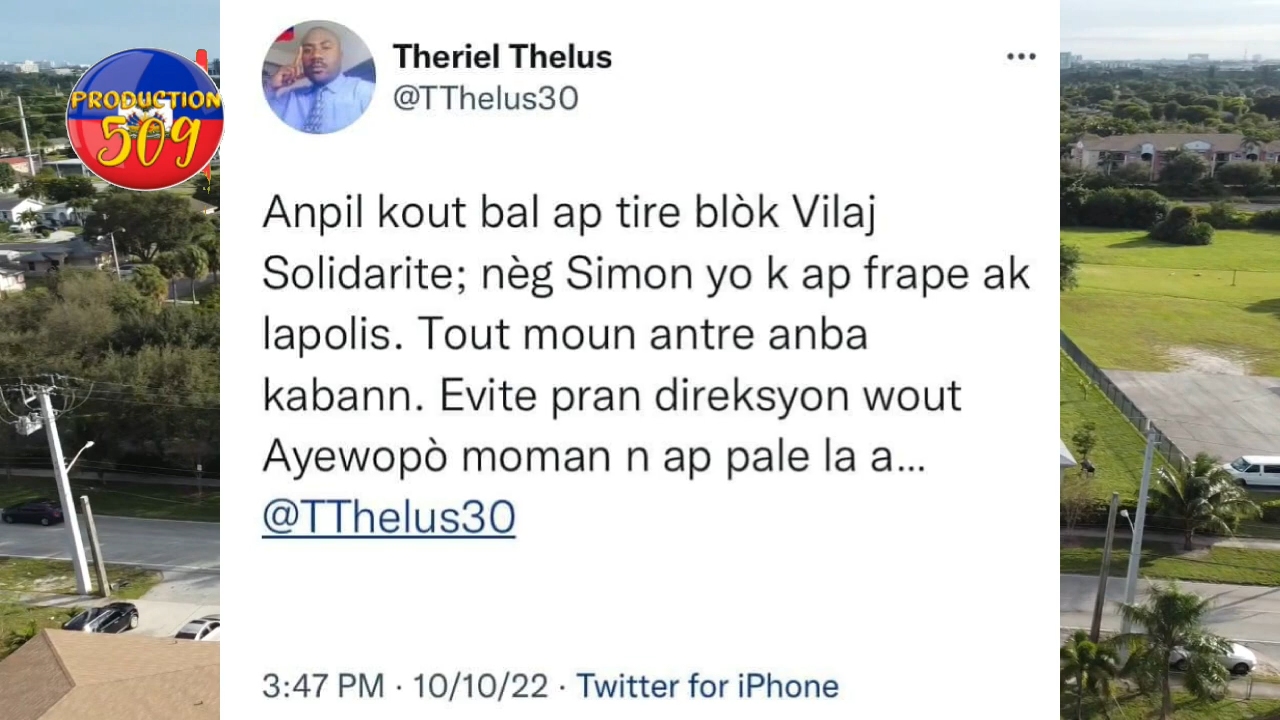 PRODUCTION
509
Theriel Thelus
@TThelus30
Anpil kout bal ap tire blòk Vilaj
Solidarite; nèg Simon yo k ap frape ak
lapolis. Tout moun antre anba
kabann. Evite pran direksyon wout
Ayewopò moman n ap pale la a...
@TThelus30
3:47 PM · 10/10/22 · Twitter for iPhone